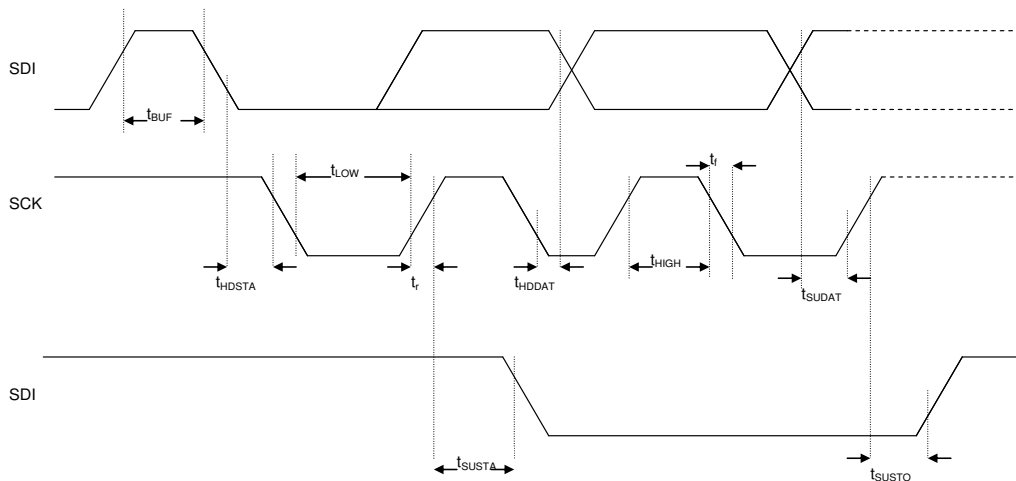 SDI
tBUF
tLOW
tf
SCK
tHDSTA
tr
tHDDAT
tHIGH
tSUDAT
SDI
tSUSTA
tSUSTO